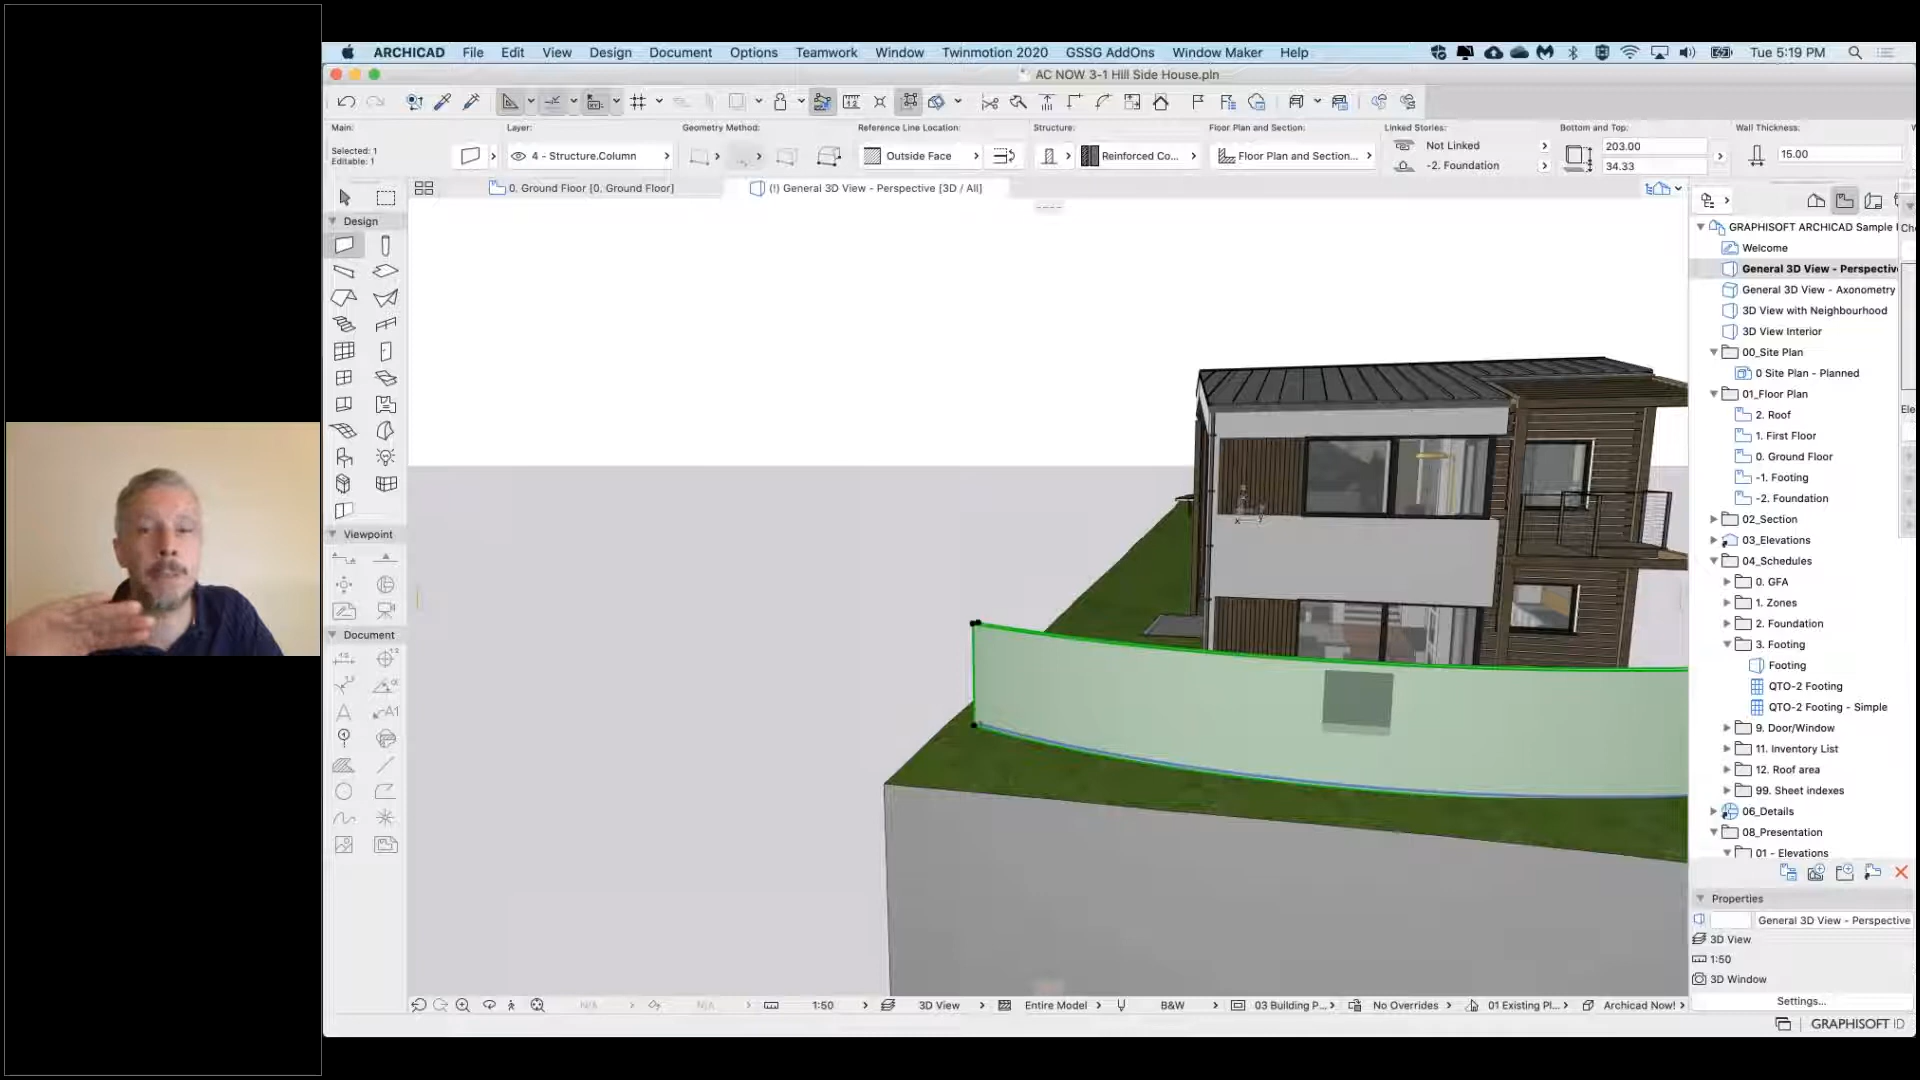 ARCHICAD File Edit View Design Document Options Teamwork Window Twinmotion 2020 GSSG AddOns Window Maker Help Tue 5:19 PM
AC NOW 3-1 Hill Side House.pln
Main: Layer: Geometry Method: Reference Line Location: Structure: Floor Plan and Section: Linked Stories: Bottom and Top: Wall Thickness:
Selected: 1
Editable: 1
4 - Structure.Column
Outside Face
Reinforced Co...
Floor Plan and Section...
Not Linked
-2. Foundation
203.00
34.33
15.00
0. Ground Floor [0. Ground Floor]
(!) General 3D View - Perspective [3D / All]
Design
Viewpoint
Document
GRAPHISOFT ARCHICAD Sample
Welcome
General 3D View - Perspectiv
General 3D View - Axonometry
3D View with Neighbourhood
3D View Interior
00_Site Plan
0 Site Plan - Planned
01_Floor Plan
2. Roof
1. First Floor
0. Ground Floor
-1. Footing
-2. Foundation
02_Section
03_Elevations
04_Schedules
0. GFA
1. Zones
2. Foundation
3. Footing
Footing
QTO-2 Footing
QTO-2 Footing - Simple
9. Door/Window
11. Inventory List
12. Roof area
99. Sheet indexes
06_Details
08_Presentation
01 - Elevations
Properties
General 3D View - Perspective
3D View
1:50
3D Window
Settings...
N/A N/A 1:50 3D View Entire Model B&W 03 Building P... No Overrides 01 Existing Pl... Archicad Now!
GRAPHISOFT ID